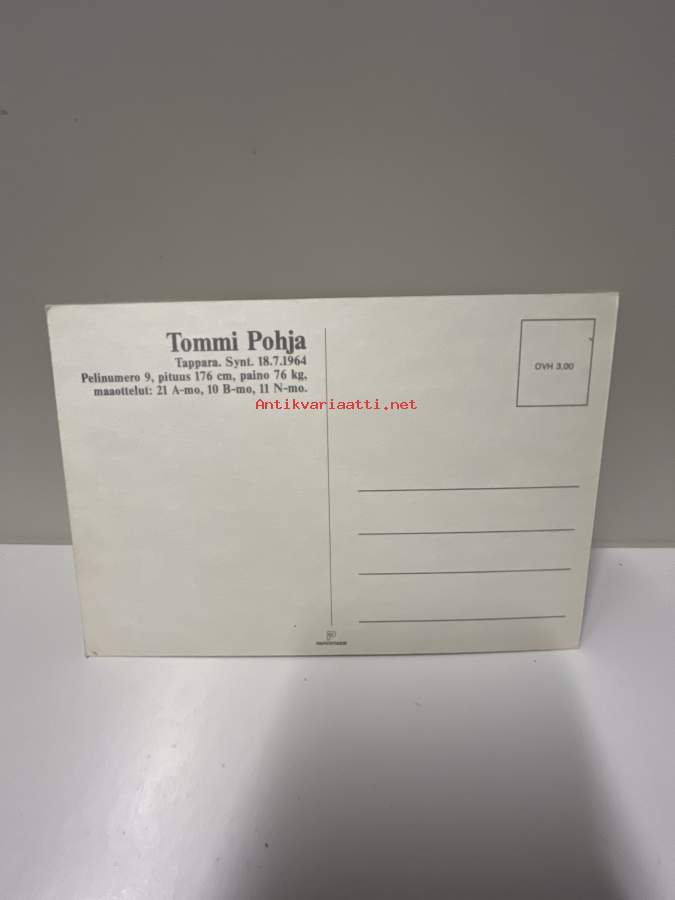 Tommi Pohja
Tappara. Synt. 18.7.1964
Pelinumero 9, pituus 176 cm, paino 76 kg,
maaottelut: 21 A-mo, 10 B-mo, 11 N-mo.
Antikvariaatti.net
OVH 3,00